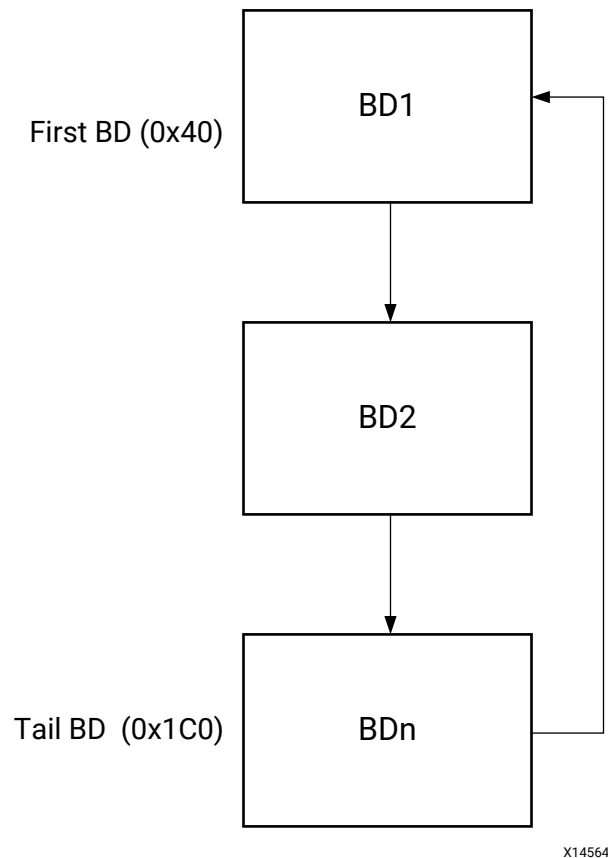 BD1
First BD (0x40)
BD2
BDn
Tail BD (0x1C0)
X14564